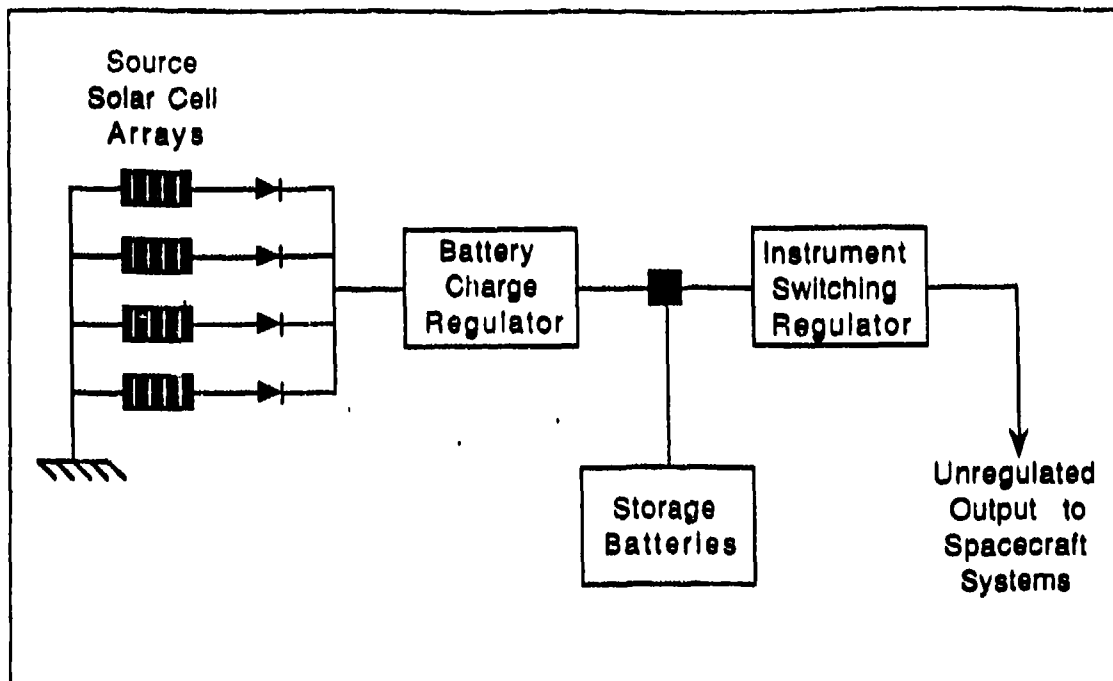 Source
Solar Cell
Arrays
Battery
Charge
Regulator
Instrument
Switching
Regulator
Storage
Batteries
Unregulated
Output to
Spacecraft
Systems